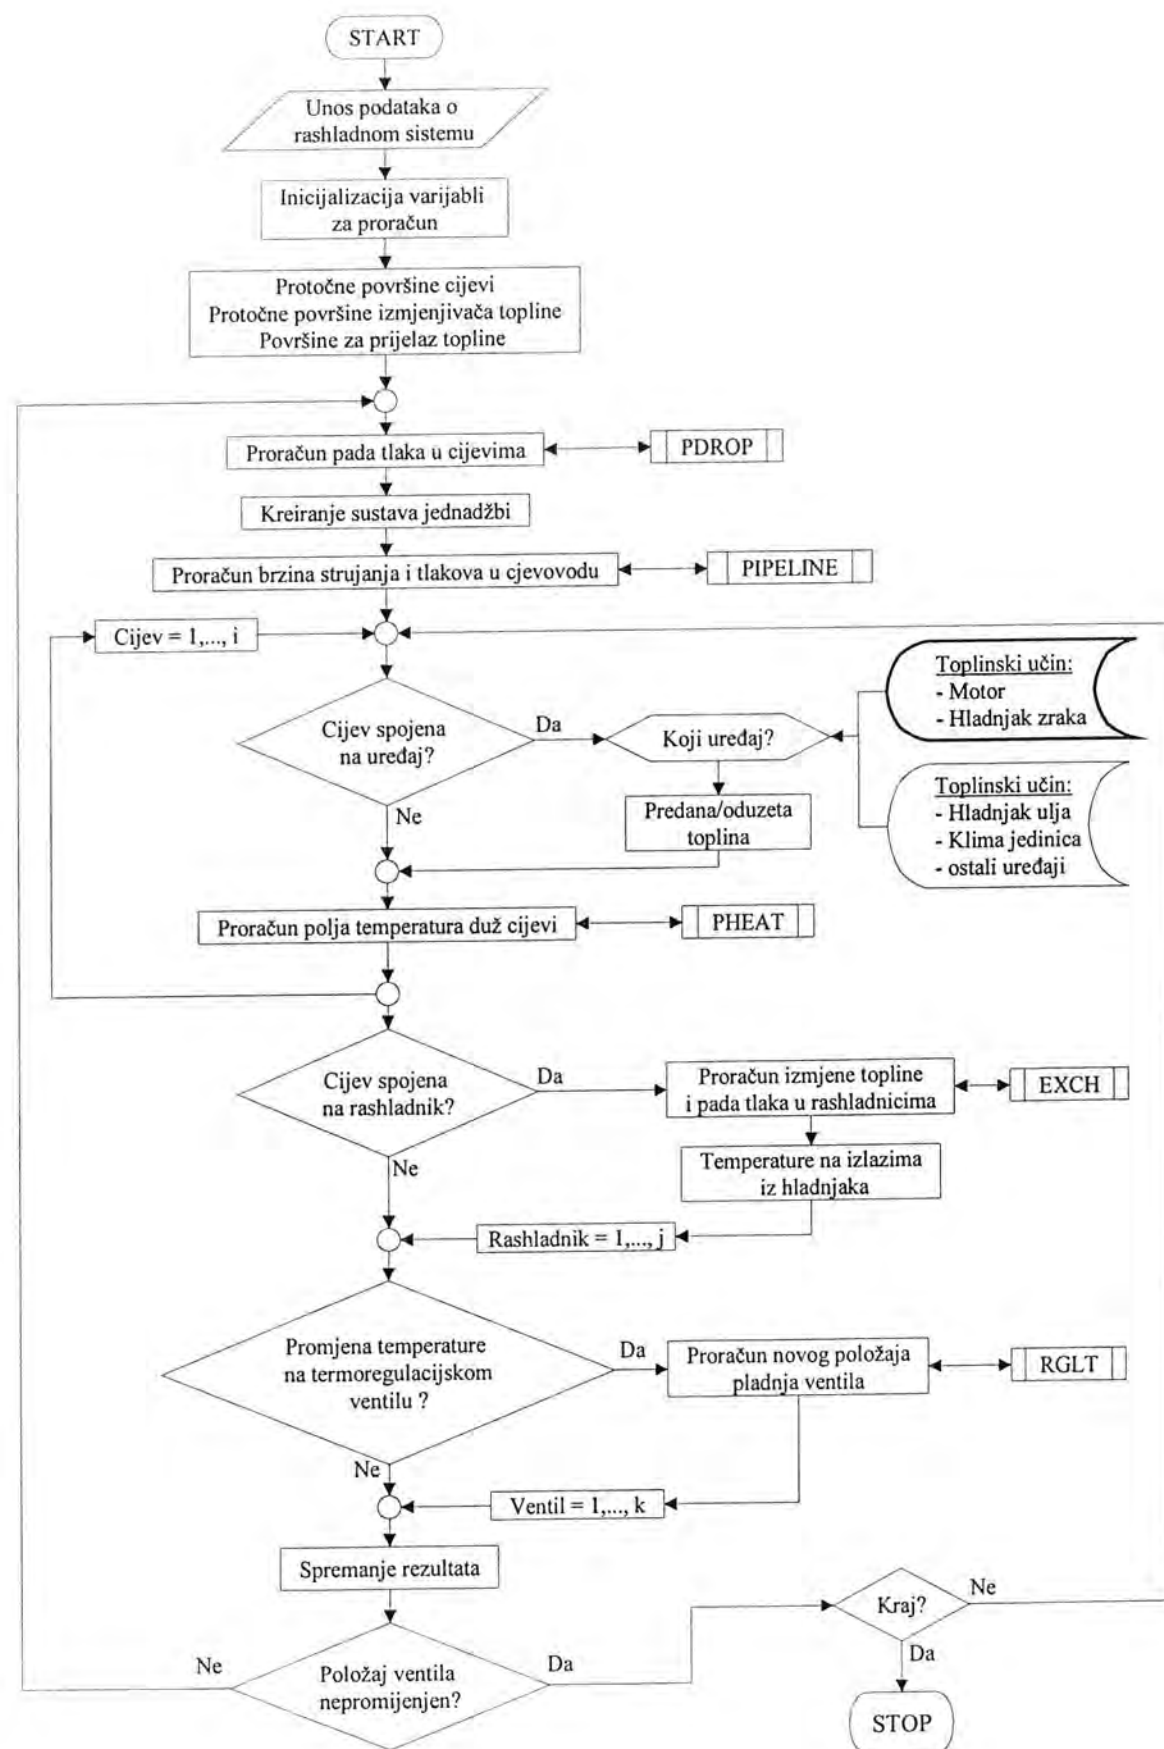 START
Unos podataka o
rashladnom sistemu
Inicijalizacija varijabli
za proračun
Protočne površine cijevi
Protočne površine izmjenjivača topline
Površine za prijelaz topline
Proračun pada tlaka u cijevima
PDROP
Kreiranje sustava jednadžbi
Proračun brzina strujanja i tlakova u cjevovodu
PIPELINE
Cijev = 1,..., i
Cijev spojena
na uređaj?
Da
Ne
Koji uređaj?
Toplinski učin:
- Motor
- Hladnjak zraka
Predana/oduzeta
toplina
Toplinski učin:
- Hladnjak ulja
- Klima jedinica
- ostali uređaji
Proračun polja temperatura duž cijevi
PHEAT
Cijev spojena
na rashladnik?
Da
Ne
Proračun izmjene topline
i pada tlaka u rashladnicima
EXCH
Temperature na izlazima
iz hladnjaka
Rashladnik = 1,..., j
Promjena temperature
na termoregulacijskom
ventilu ?
Da
Ne
Proračun novog položaja
pladnja ventila
RGLT
Ventil = 1,..., k
Spremanje rezultata
Položaj ventila
nepromijenjen?
Ne
Da
Kraj?
Ne
Da
STOP